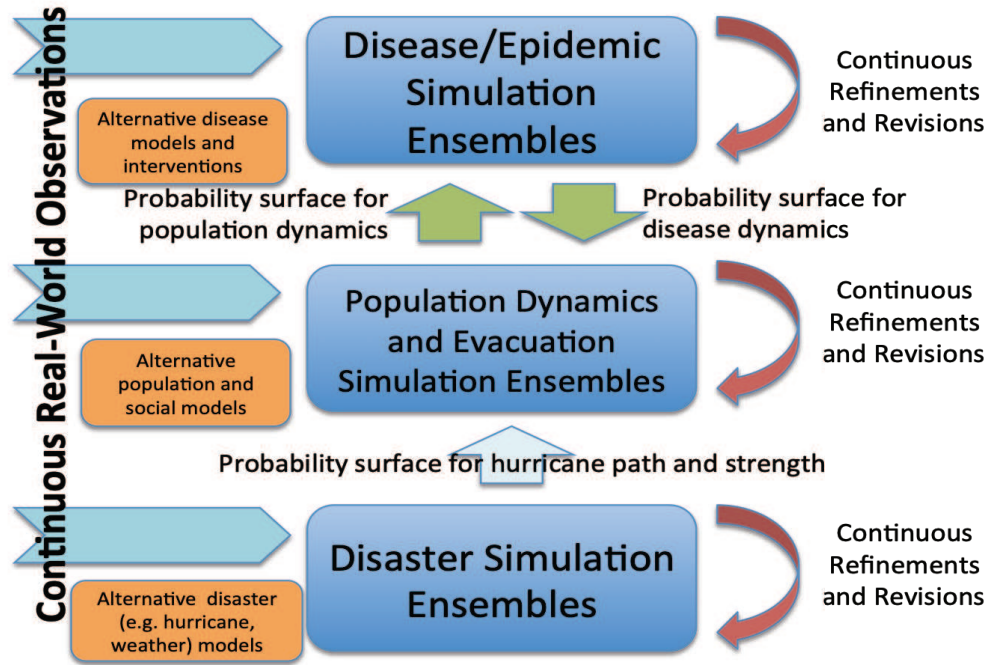 Continuous Real-World Observations
Disease/Epidemic
Simulation
Ensembles
Continuous
Refinements
and Revisions
Alternative disease
models and
interventions
Probability surface for
population dynamics
Probability surface for
disease dynamics
Population Dynamics
and Evacuation
Simulation Ensembles
Continuous
Refinements
and Revisions
Alternative
population and
social models
Probability surface for hurricane path and strength
Disaster Simulation
Ensembles
Continuous
Refinements
and Revisions
Alternative disaster
(e.g. hurricane,
weather) models